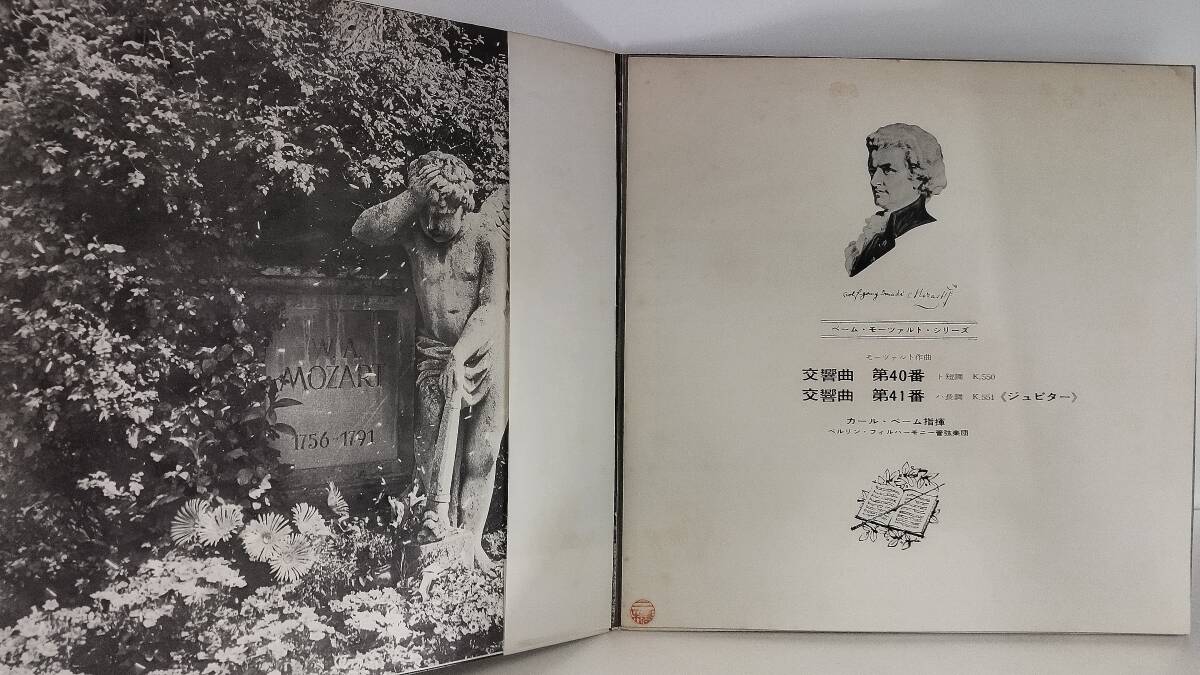 W.A.
MOZART
1756-1791
ベーム・モーツァルト・シリーズ
モーツァルト作曲
交響曲 第40番 ト短調 K.550
交響曲 第41番 ハ長調 K.551《ジュピター》
カール・ベーム指揮
ベルリン・フィルハーモニー管弦楽団